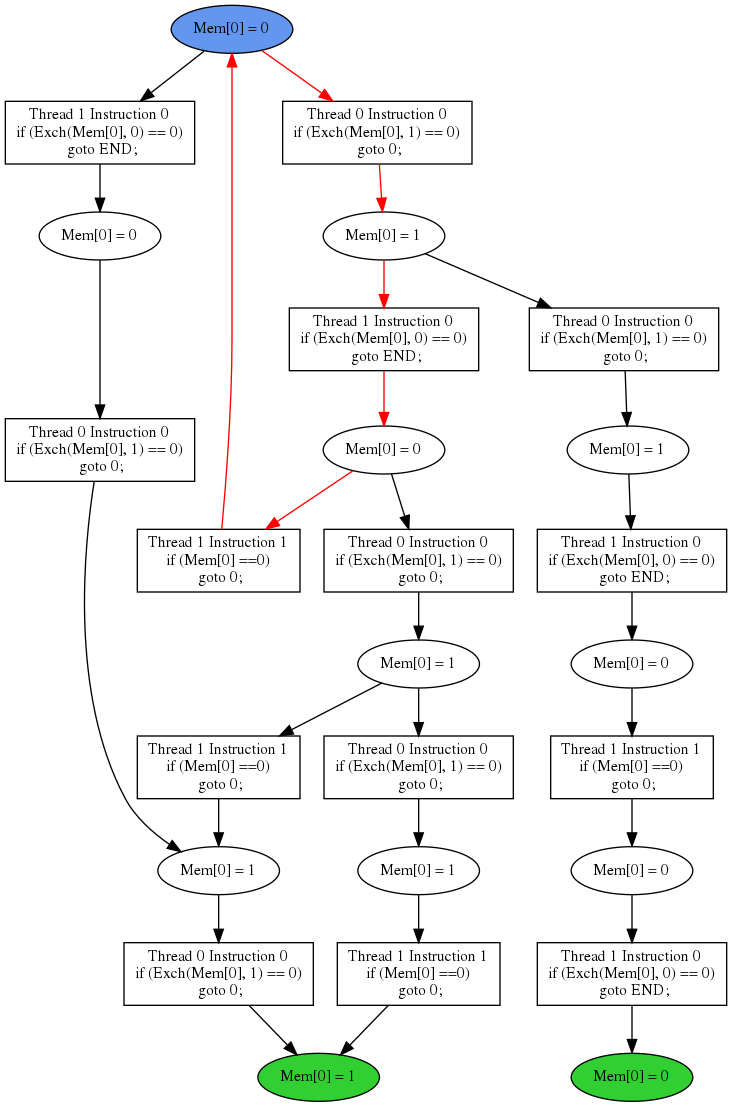 Mem[0] = 0
Thread 1 Instruction 0
if (Exch(Mem[0], 0) == 0)
goto END;
Thread 0 Instruction 0
if (Exch(Mem[0], 1) == 0)
goto 0;
Mem[0] = 0
Mem[0] = 1
Thread 1 Instruction 0
if (Exch(Mem[0], 0) == 0)
goto END;
Thread 0 Instruction 0
if (Exch(Mem[0], 1) == 0)
goto 0;
Thread 0 Instruction 0
if (Exch(Mem[0], 1) == 0)
goto 0;
Mem[0] = 0
Mem[0] = 1
Thread 1 Instruction 1
if (Mem[0] ==0)
goto 0;
Thread 0 Instruction 0
if (Exch(Mem[0], 1) == 0)
goto 0;
Thread 1 Instruction 0
if (Exch(Mem[0], 0) == 0)
goto END;
Mem[0] = 1
Mem[0] = 0
Thread 1 Instruction 1
if (Mem[0] ==0)
goto 0;
Thread 0 Instruction 0
if (Exch(Mem[0], 1) == 0)
goto 0;
Thread 1 Instruction 1
if (Mem[0] ==0)
goto 0;
Mem[0] = 1
Mem[0] = 1
Mem[0] = 0
Thread 0 Instruction 0
if (Exch(Mem[0], 1) == 0)
goto 0;
Thread 1 Instruction 1
if (Mem[0] ==0)
goto 0;
Thread 1 Instruction 0
if (Exch(Mem[0], 0) == 0)
goto END;
Mem[0] = 1
Mem[0] = 0